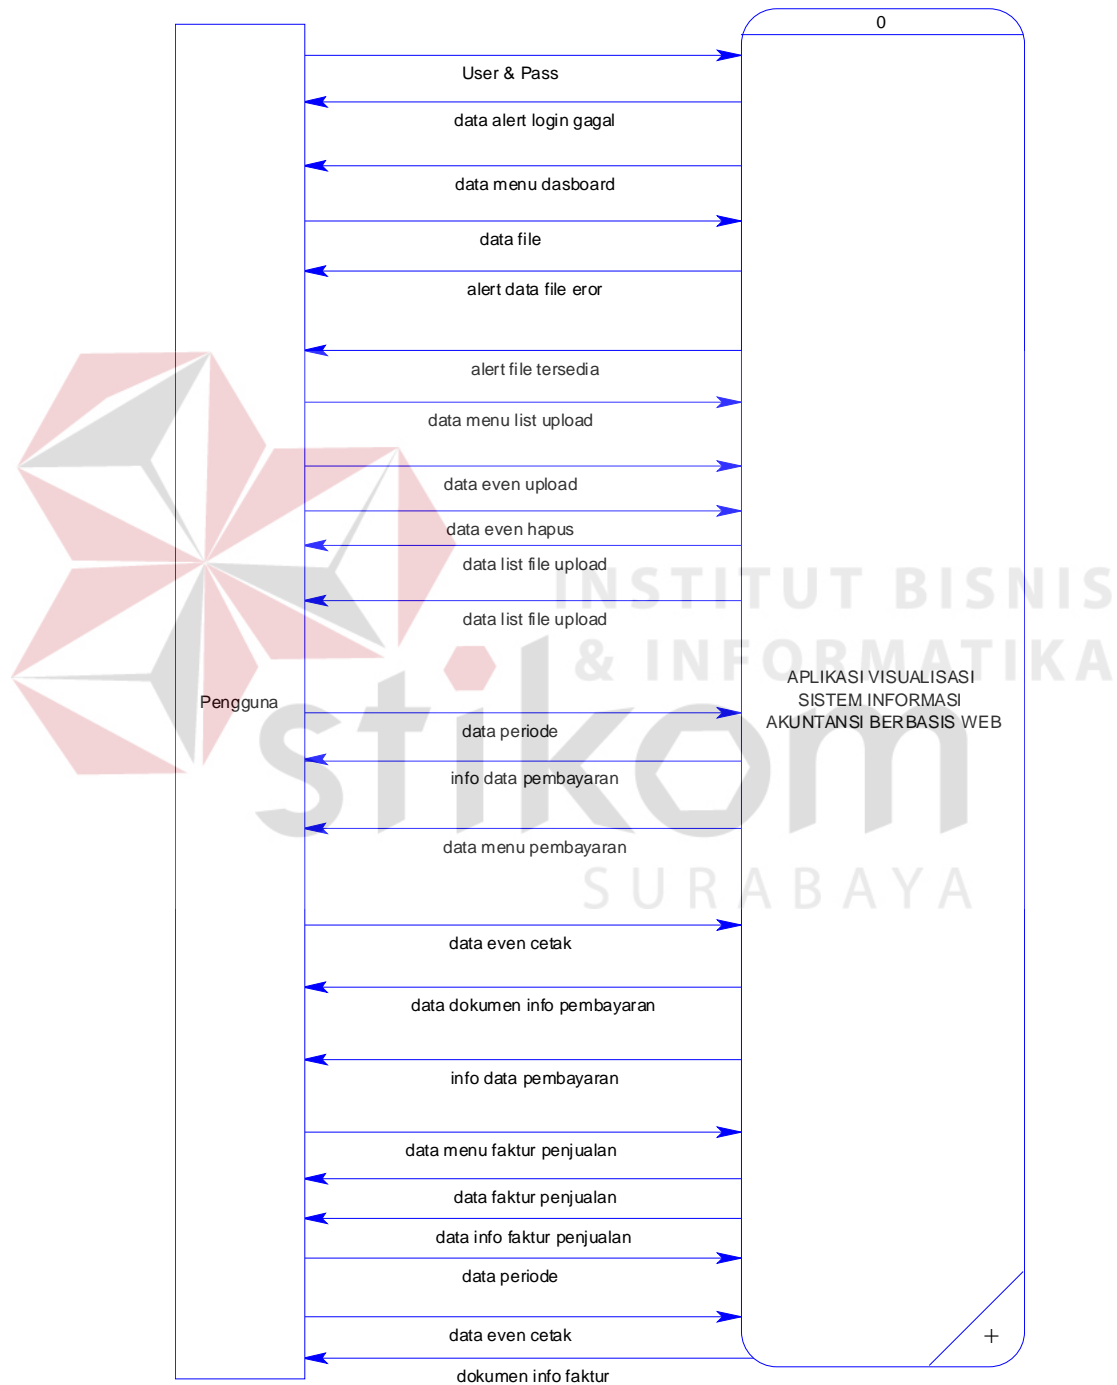 0
User & Pass
data alert login gagal
data menu dasboard
data file
alert data file eror
alert file tersedia
data menu list upload
data even upload
data even hapus
data list file upload
data list file upload
INSTITUT BISNIS
& INFORMATIKA
stikom
SURABAYA
Pengguna
APLIKASI VISUALISASI
SISTEM INFORMASI
AKUNTANSI BERBASIS WEB
data periode
info data pembayaran
data menu pembayaran
data even cetak
data dokumen info pembayaran
info data pembayaran
data menu faktur penjualan
data faktur penjualan
data info faktur penjualan
data periode
data even cetak
+
dokumen info faktur